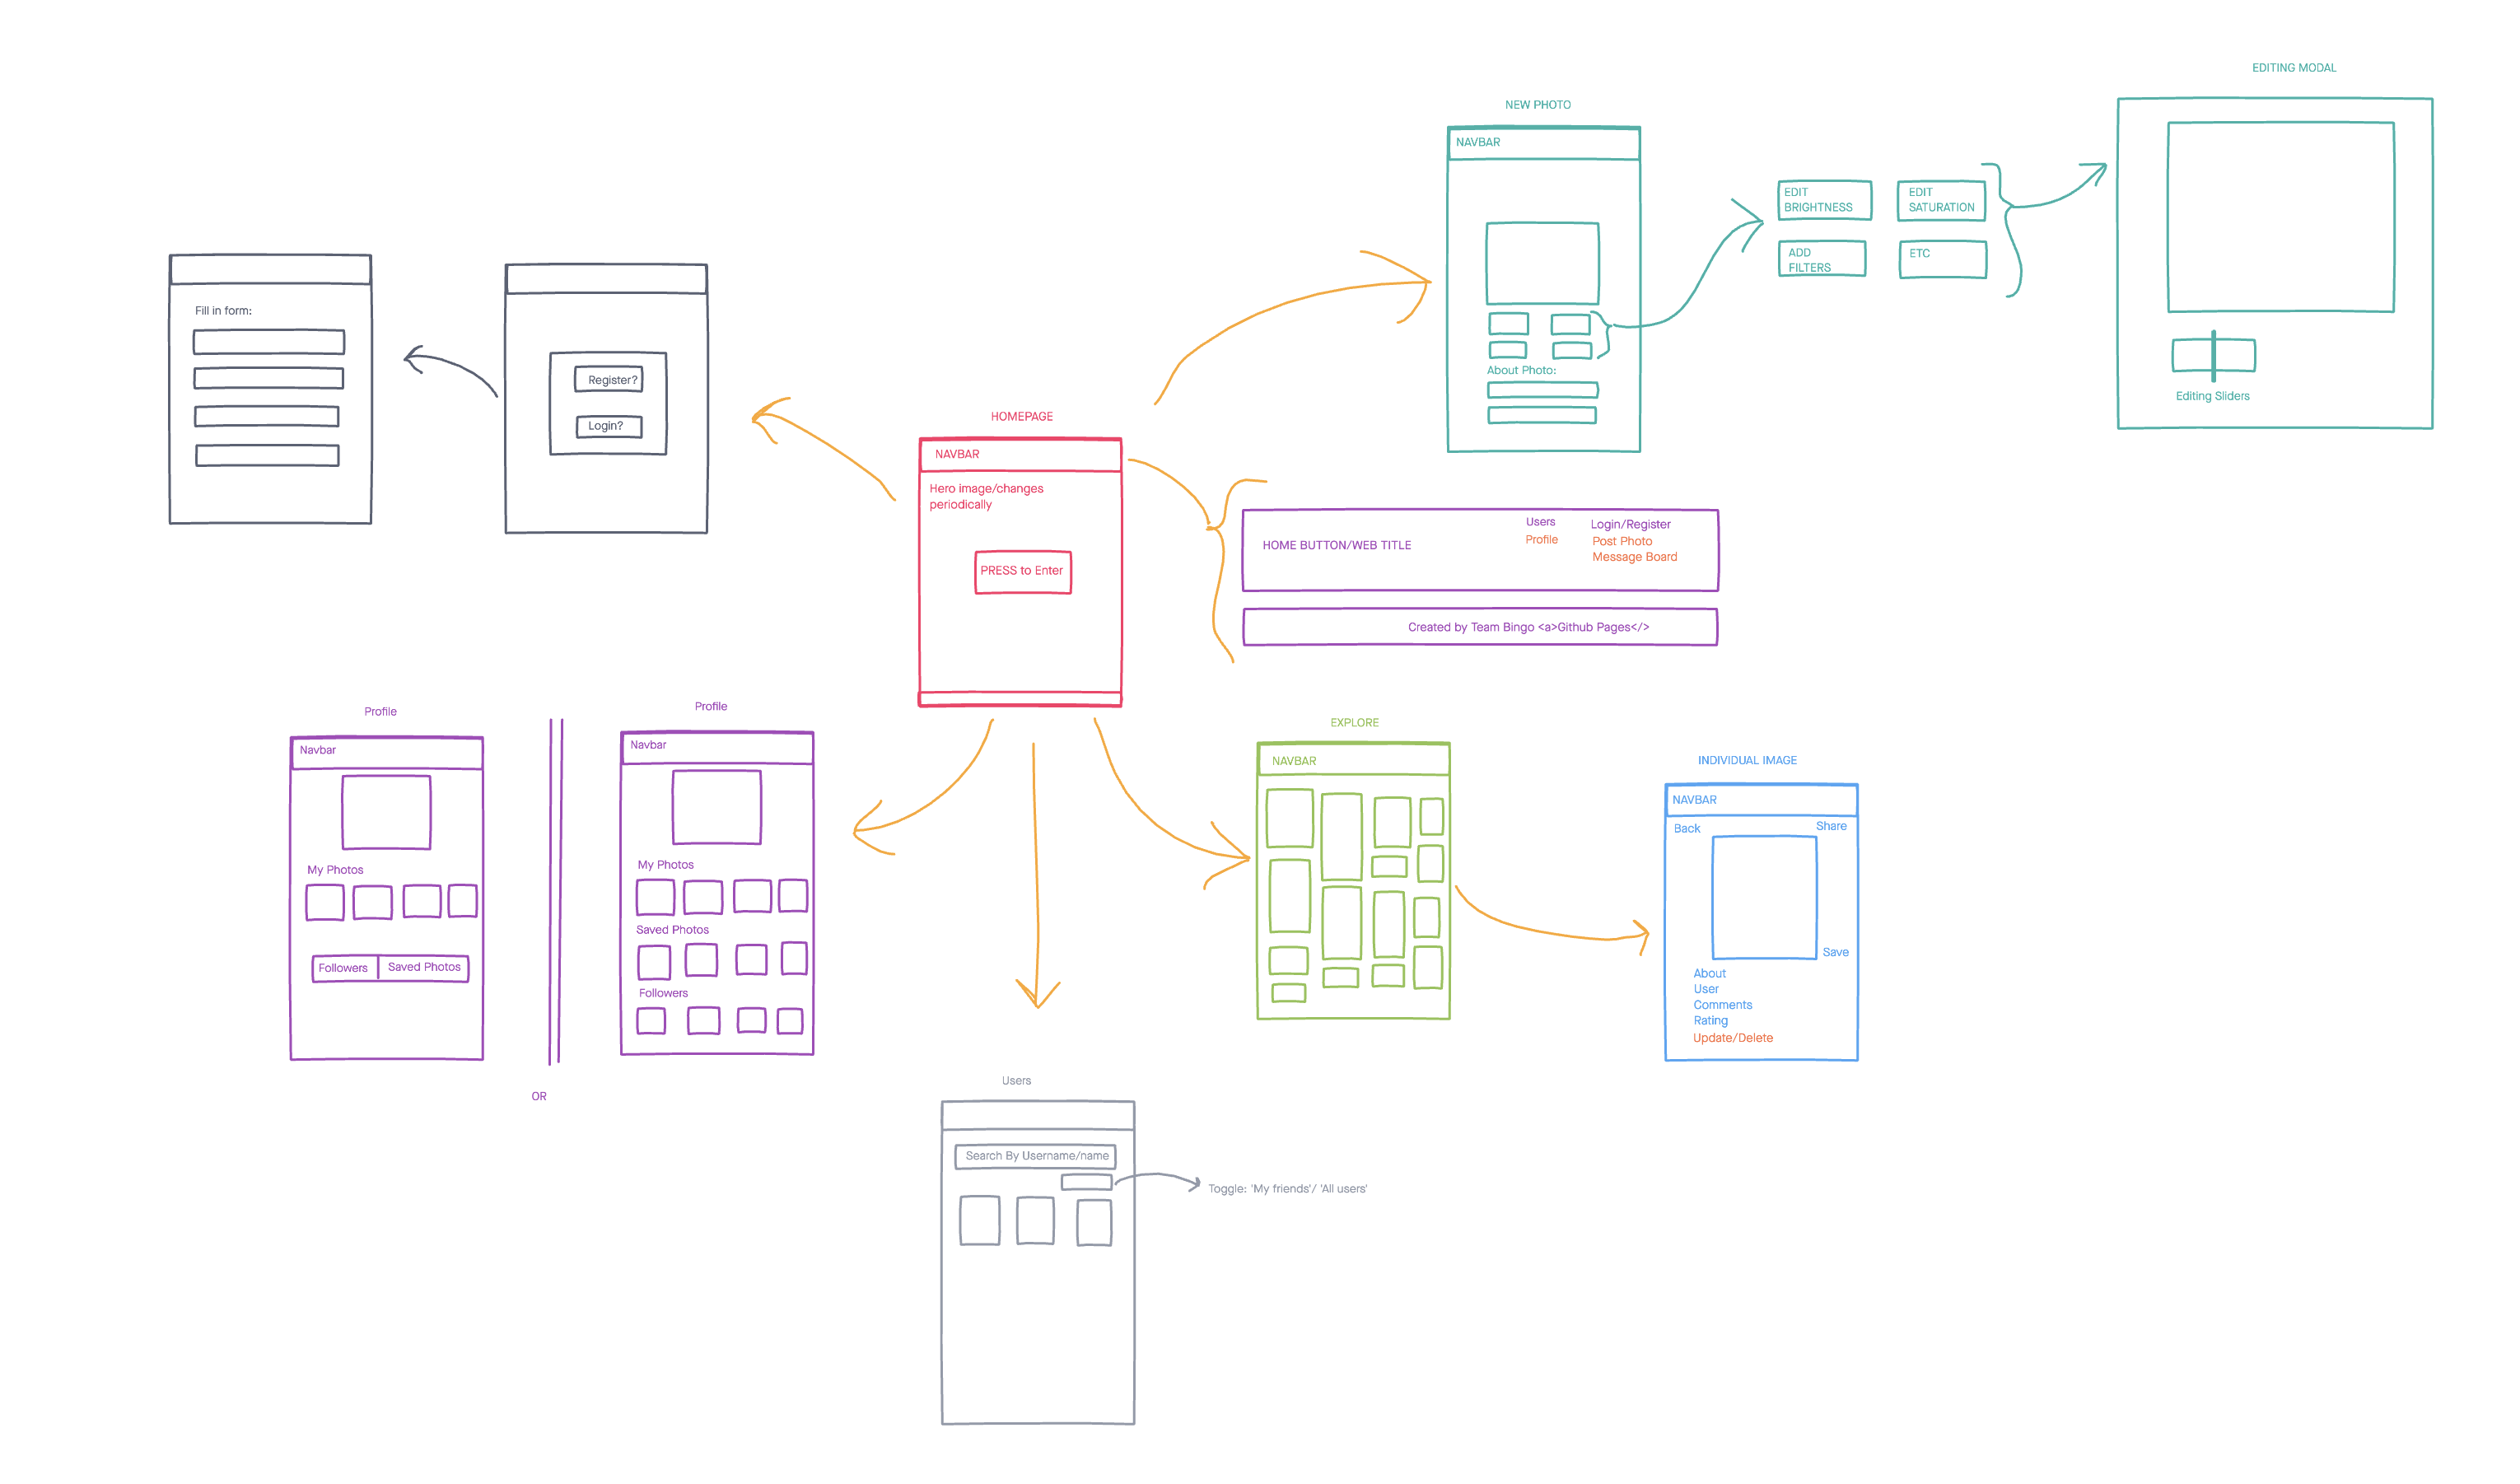 EDITING MODAL
Editing Sliders
NEW PHOTO
NAVBAR
About Photo:
EDIT
BRIGHTNESS
EDIT
SATURATION
ADD
FILTERS
ETC
Fill in form:
Register?
Login?
HOMEPAGE
NAVBAR
Hero image/changes
periodically
PRESS to Enter
HOME BUTTON/WEB TITLE
Users
Profile
Login/Register
Post Photo
Message Board
Created by Team Bingo <a>Github Pages</>
Profile
Navbar
My Photos
Followers
Saved Photos
OR
Profile
Navbar
My Photos
Saved Photos
Followers
EXPLORE
NAVBAR
INDIVIDUAL IMAGE
NAVBAR
Back
Share
Save
About
User
Comments
Rating
Update/Delete
Users
Search By Username/name
Toggle: 'My friends'/ 'All users'